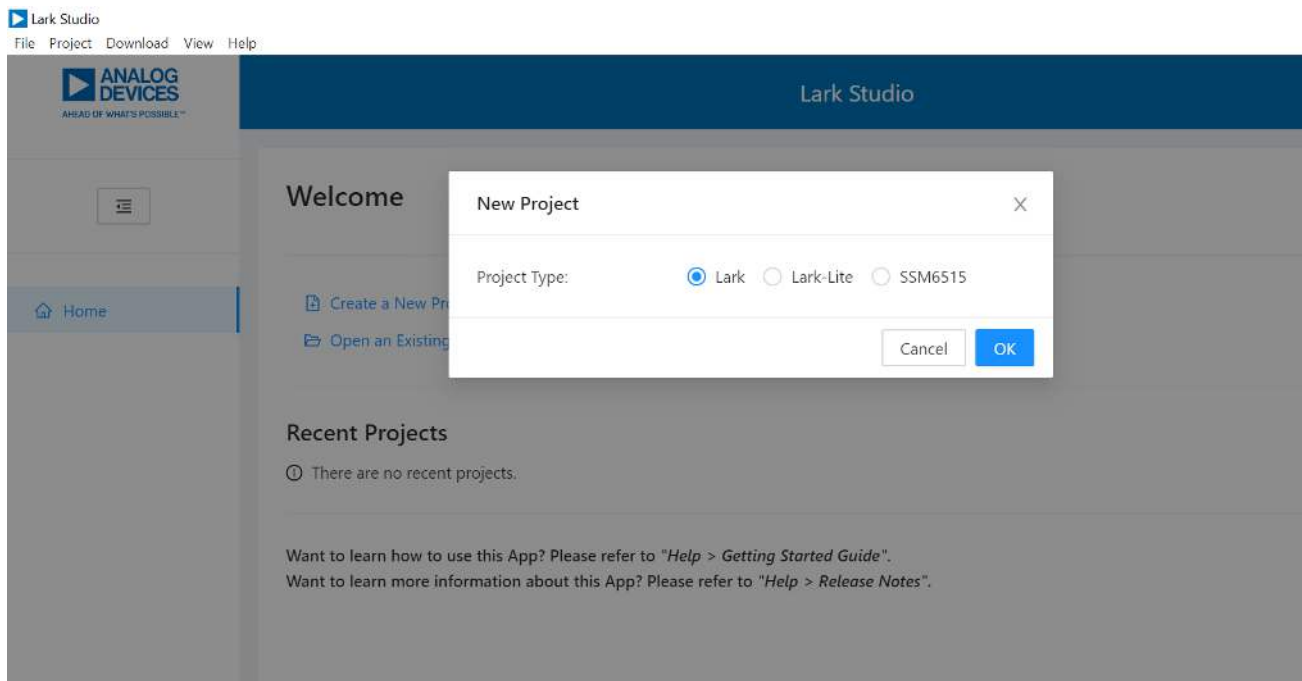 Lark Studio
File Project Download View Help
ANALOG
DEVICES
AHEAD OF WHAT'S POSSIBLE™
Lark Studio
Welcome
New Project
Project Type: Lark Lark-Lite SSM6515
Home
Create a New Pro
Open an Existing
Cancel OK
Recent Projects
There are no recent projects.
Want to learn how to use this App? Please refer to "Help > Getting Started Guide".
Want to learn more information about this App? Please refer to "Help > Release Notes".